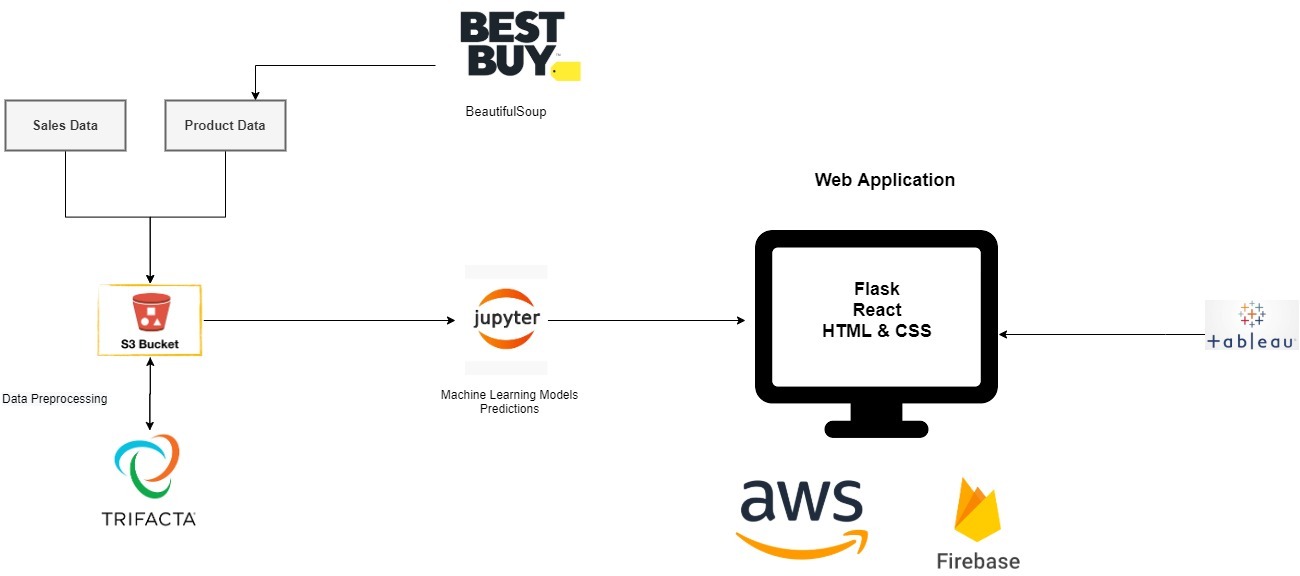 BEST
BUY
BeautifulSoup
Sales Data
Product Data
Web Application
Flask
React
HTML & CSS
S3 Bucket
jupyter
+ableau
Data Preprocessing
Machine Learning Models
Predictions
TRIFACTA
aws
Firebase